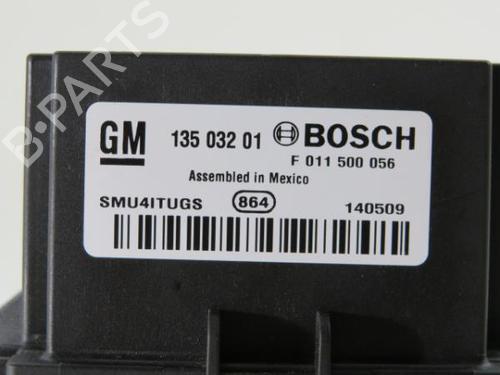 GM 135 032 01 BOSCH
F 011 500 056
Assembled in Mexico
SMU4ITUGS 864 140509
B-PARTS